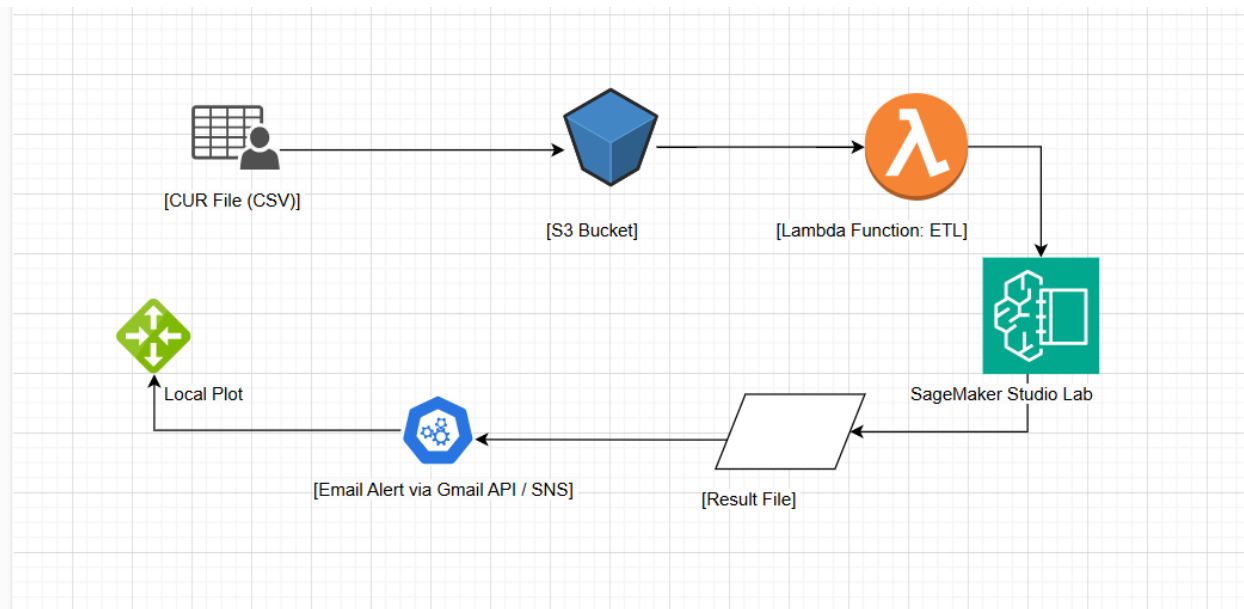 [CUR File (CSV)]
[S3 Bucket]
[Lambda Function: ETL]
Local Plot
SageMaker Studio Lab
[Email Alert via Gmail API / SNS]
[Result File]